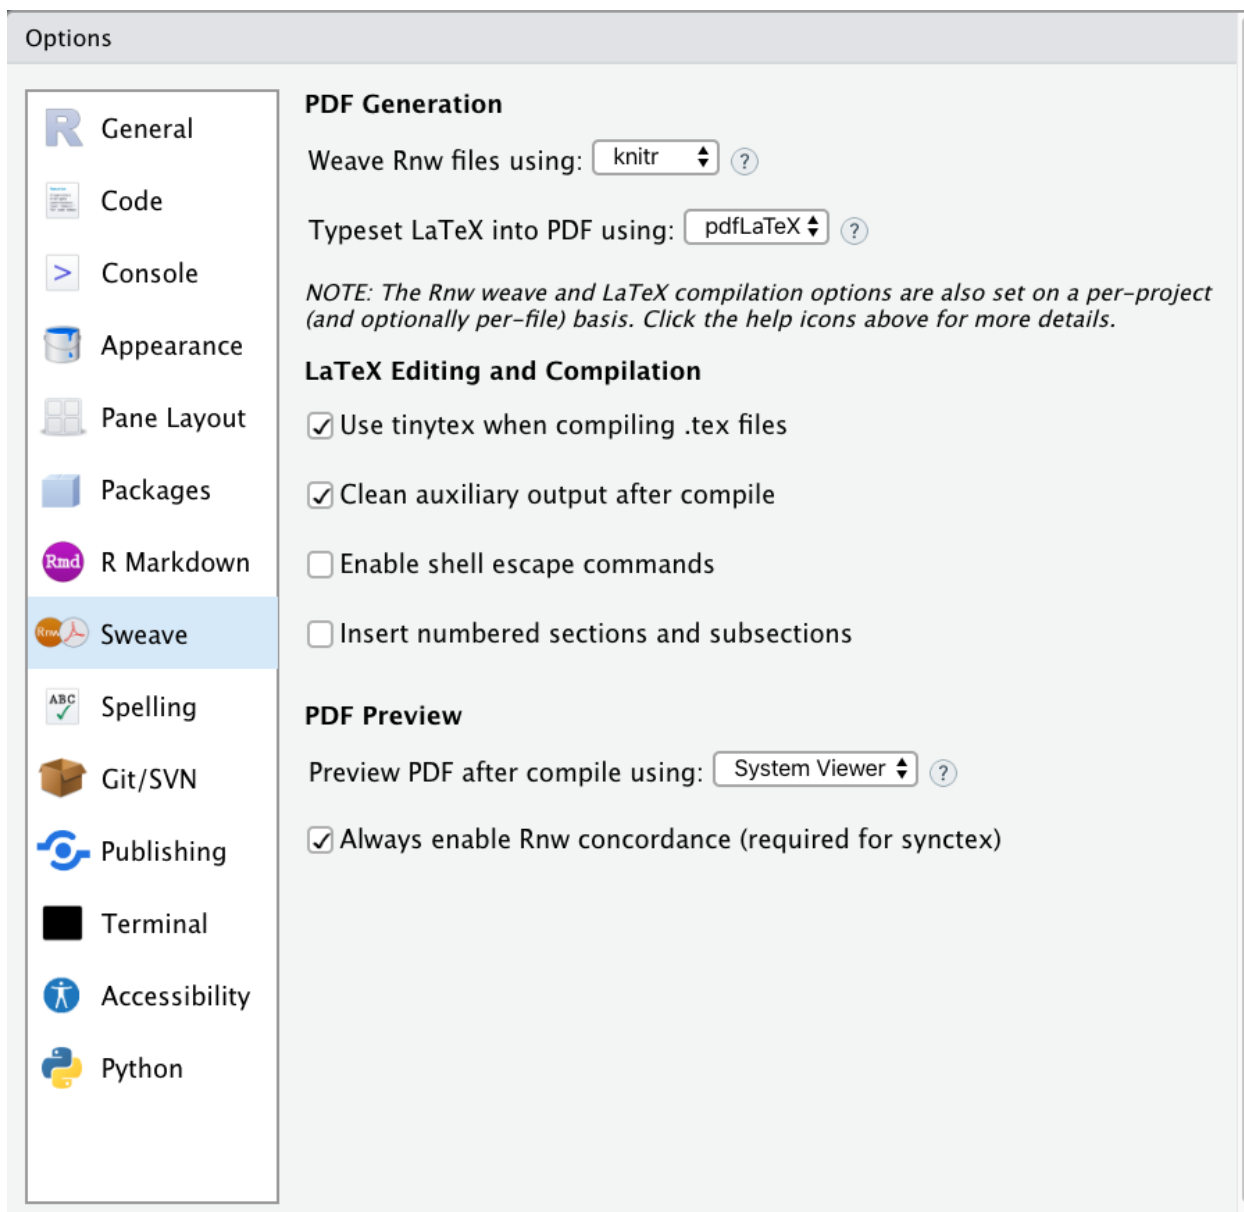 Options
General
Code
Console
Appearance
Pane Layout
Packages
Rmd R Markdown
Rnw Sweave
ABC Spelling
Git/SVN
Publishing
Terminal
Accessibility
Python
PDF Generation
Weave Rnw files using: knitr ?
Typeset LaTeX into PDF using: pdfLaTeX ?
NOTE: The Rnw weave and LaTeX compilation options are also set on a per-project
(and optionally per-file) basis. Click the help icons above for more details.
LaTeX Editing and Compilation
Use tinytex when compiling .tex files
Clean auxiliary output after compile
Enable shell escape commands
Insert numbered sections and subsections
PDF Preview
Preview PDF after compile using: System Viewer ?
Always enable Rnw concordance (required for synctex)